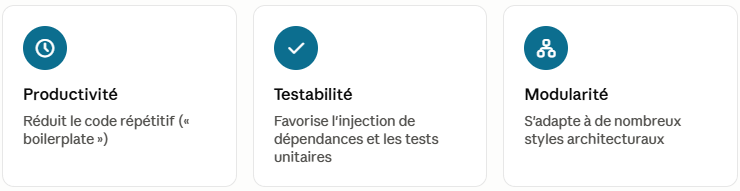 Productivité
Réduit le code répétitif («
boilerplate »)
Testabilité
Favorise l'injection de
dépendances et les tests
unitaires
Modularité
S'adapte à de nombreux
styles architecturaux